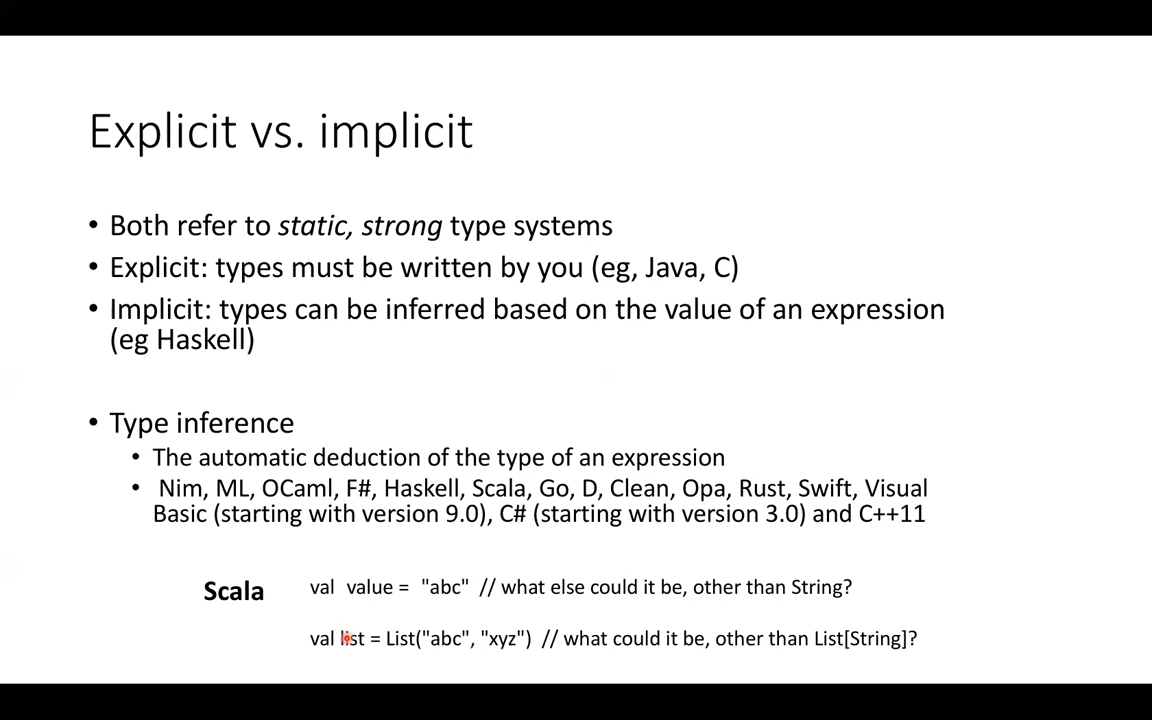 Explicit vs. implicit
• Both refer to static, strong type systems
• Explicit: types must be written by you (eg, Java, C)
• Implicit: types can be inferred based on the value of an expression
(eg Haskell)
• Type inference
• The automatic deduction of the type of an expression
• Nim, ML, OCaml, F#, Haskell, Scala, Go, D, Clean, Opa, Rust, Swift, Visual
Basic (starting with version 9.0), C# (starting with version 3.0) and C++11
Scala val value = "abc" // what else could it be, other than String?
val list = List("abc", "xyz") // what could it be, other than List[String]?